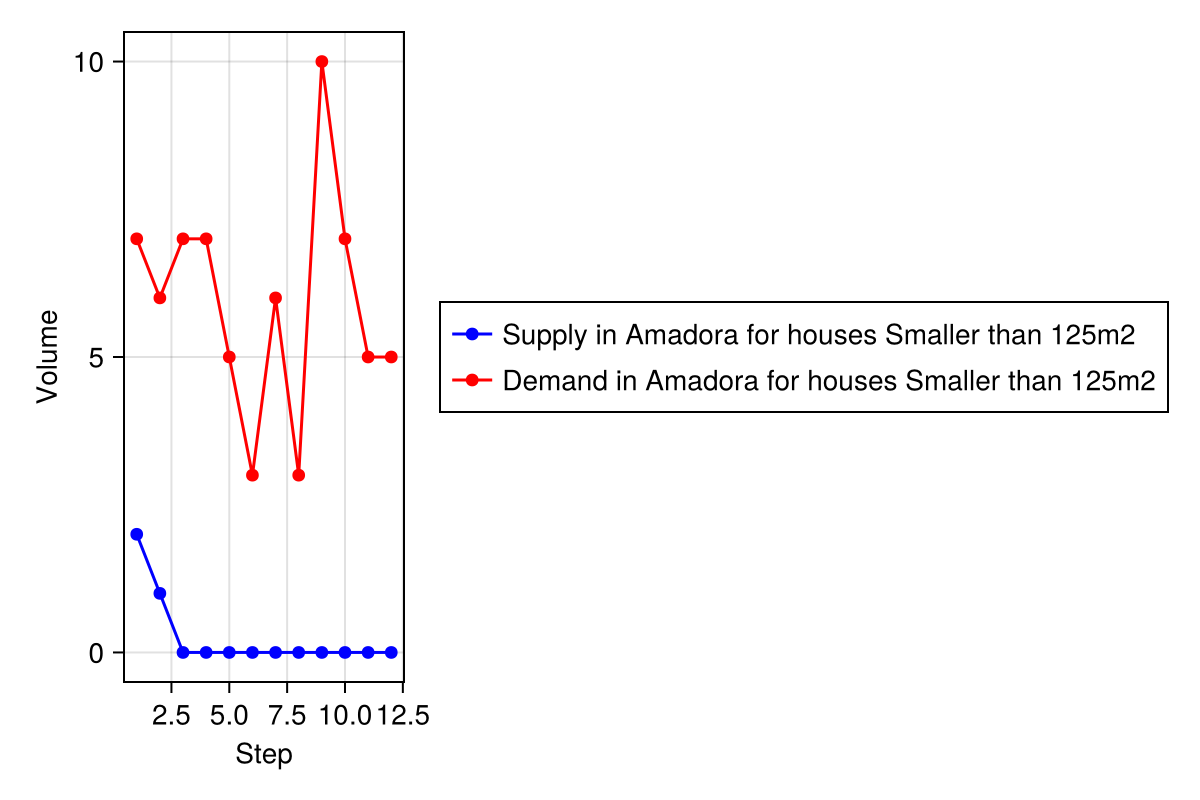 10
5
0
Volume
2.5 5.0 7.5 10.0 12.5
Step
Supply in Amadora for houses Smaller than 125m2
Demand in Amadora for houses Smaller than 125m2